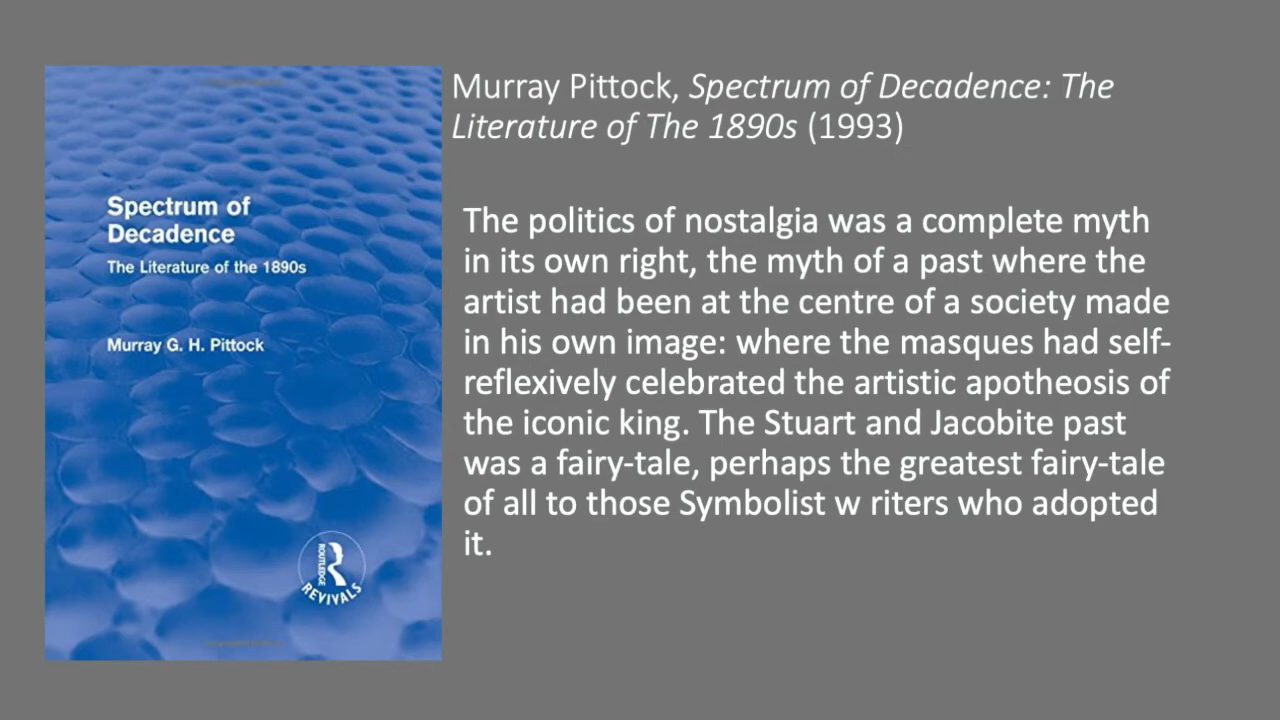 Murray Pittock, Spectrum of Decadence: The
Literature of The 1890s (1993)
Spectrum of
Decadence
The Literature of the 1890s
Murray G. H. Pittock
ROUTLEDGE
REVIVALS
The politics of nostalgia was a complete myth
in its own right, the myth of a past where the
artist had been at the centre of a society made
in his own image: where the masques had self-
reflexively celebrated the artistic apotheosis of
the iconic king. The Stuart and Jacobite past
was a fairy-tale, perhaps the greatest fairy-tale
of all to those Symbolist w riters who adopted
it.